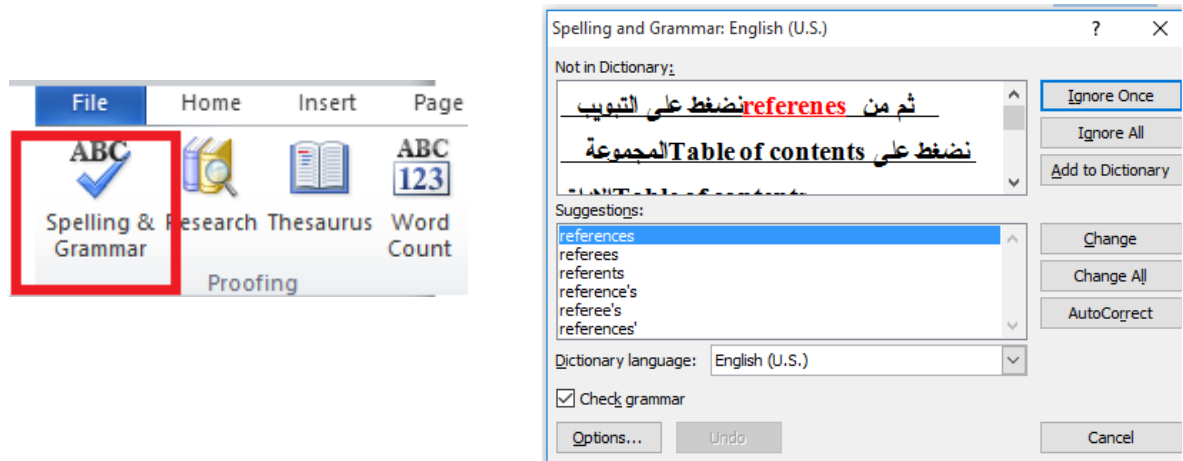 File Home Insert Page
ABC ABC 123
Spelling & Grammar Research Thesaurus Word Count
Proofing
Spelling and Grammar: English (U.S.) ?
Not in Dictionary:
ثم من referenes نضغط على التبويب
نضغط على Table of contents المجموعة
Ignore Once
Ignore All
Add to Dictionary
Suggestions:
references
referees
referents
reference's
referee's
references'
Change
Change All
AutoCorrect
Dictionary language: English (U.S.)
Check grammar
Options... Undo Cancel